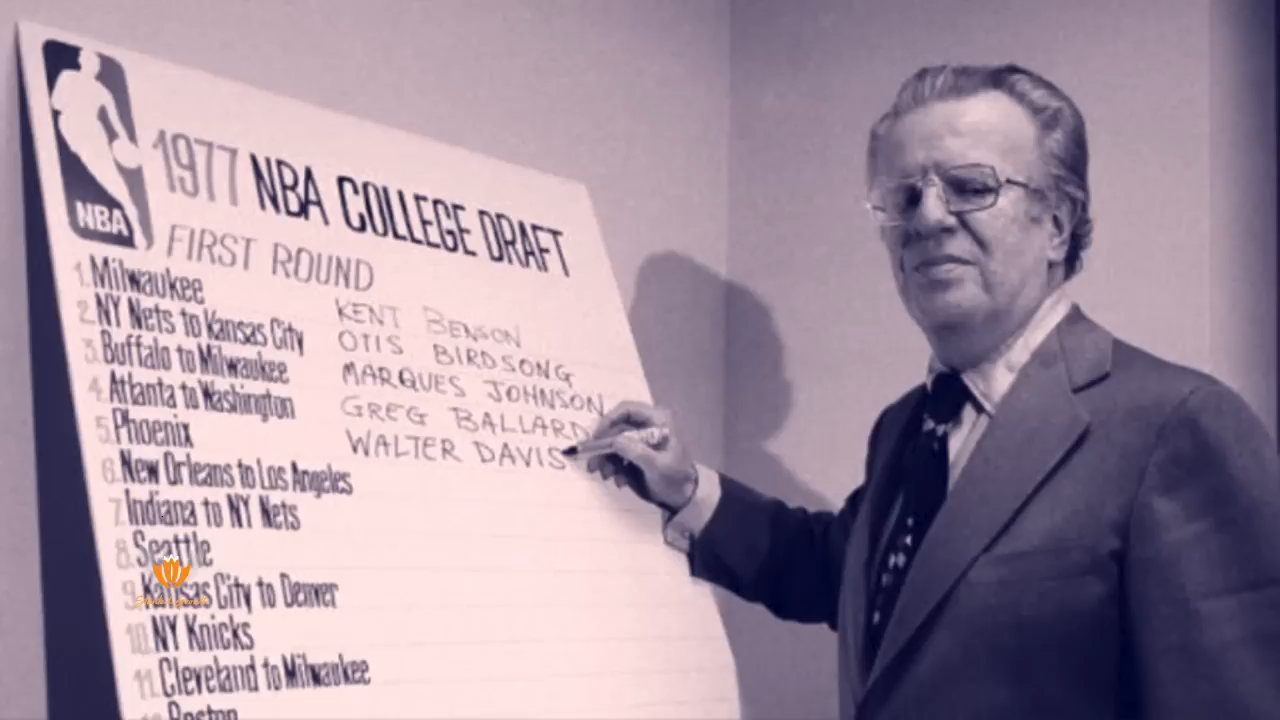 NBA
1977 NBA COLLEGE DRAFT
FIRST ROUND
1. Milwaukee KENT BENSON
2. NY Nets to Kansas City OTIS BIRDSONG
3. Buffalo to Milwaukee MARQUES JOHNSON
4. Atlanta to Washington GREG BALLARD
5. Phoenix WALTER DAVIS
6. New Orleans to Los Angeles
7. Indiana to NY Nets
8. Seattle
9. Kansas City to Denver
10. NY Knicks
11. Cleveland to Milwaukee
Boston